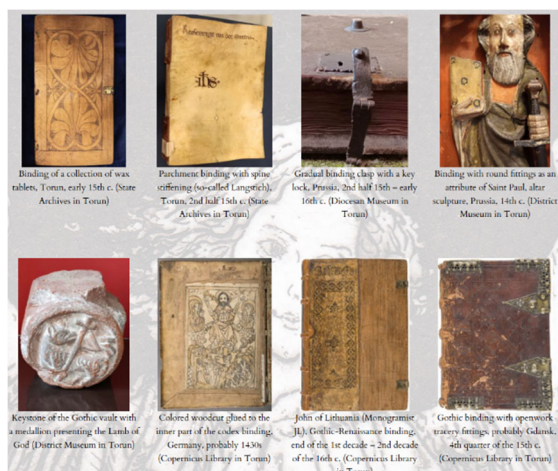 Binding of a collection of wax
tablets, Torun, early 15th c. (State
Archives in Torun)
Parchment binding with spine
stiffening (so-called Langstich),
Torun, 2nd half 15th c. (State
Archives in Torun)
Gradual binding clasp with a key
lock, Prussia, 2nd half 15th – early
16th c. (Diocesan Museum in
Torun)
Binding with round fittings as an
attribute of Saint Paul, altar
sculpture, Prussia, 14th c. (District
Museum in Torun)
ihs
Keystone of the Gothic vault with
a medallion presenting the Lamb of
God (District Museum in Torun)
Colored woodcut glued to the
inner part of the codex binding,
Germany, probably 1430s
(Copernicus Library in Torun)
John of Lithuania (Monogramist
JL), Gothic-Renaissance binding,
end of the 1st decade – 2nd decade
of the 16th c. (Copernicus Library
in Torun)
Gothic binding with openwork
tracery fittings, probably Gdansk,
4th quarter of the 15th c.
(Copernicus Library in Torun)